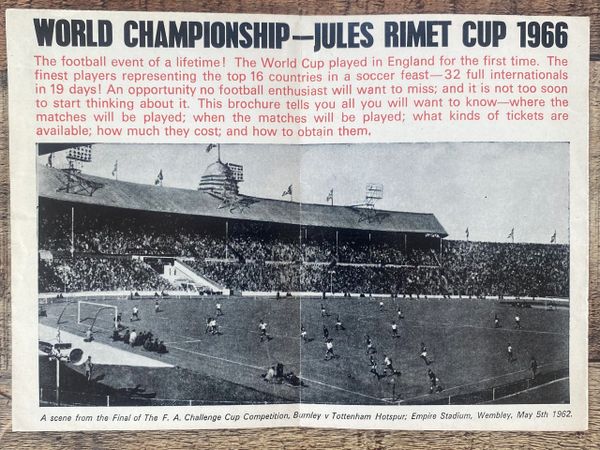 WORLD CHAMPIONSHIP—JULES RIMET CUP 1966
The football event of a lifetime! The World Cup played in England for the first time. The
finest players representing the top 16 countries in a soccer feast—32 full internationals
in 19 days! An opportunity no football enthusiast will want to miss; and it is not too soon
to start thinking about it. This brochure tells you all you will want to know—where the
matches will be played; when the matches will be played; what kinds of tickets are
available; how much they cost; and how to obtain them.
A scene from the Final of The F. A. Challenge Cup Competition, Burnley v Tottenham Hotspur; Empire Stadium, Wembley, May 5th 1962.